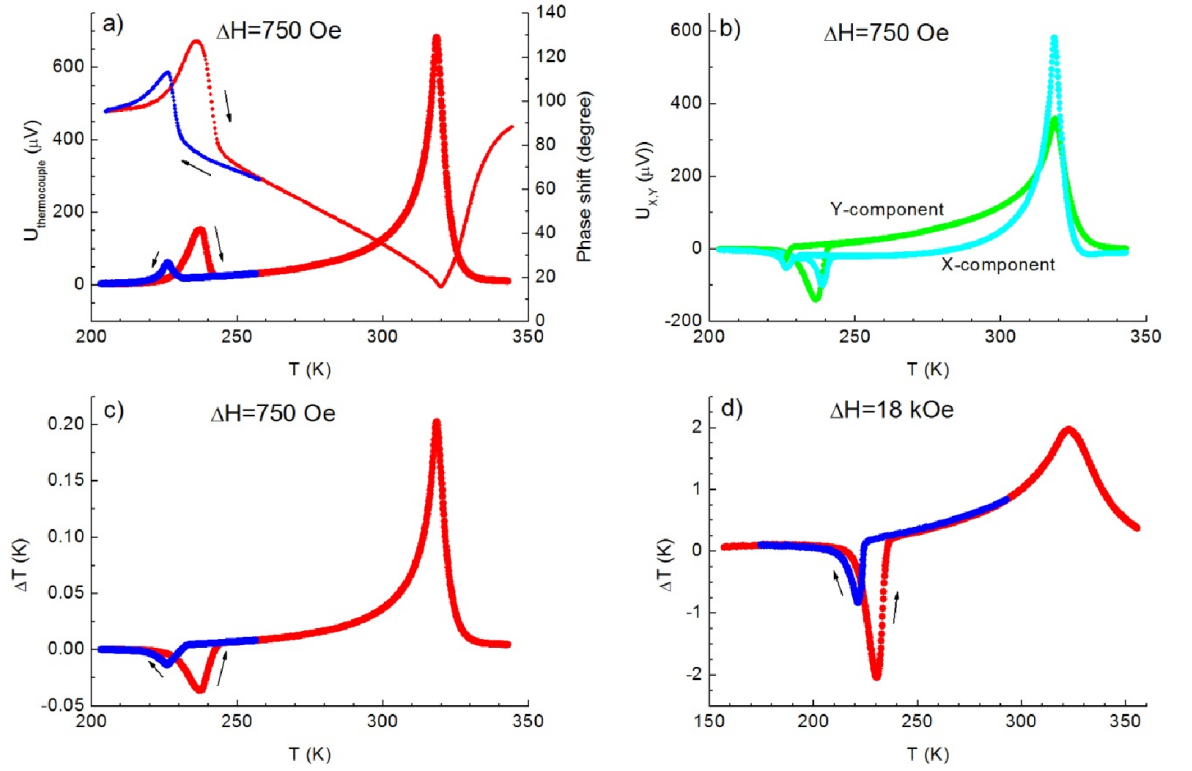 a)
ΔH=750 Oe
U thermocouple (μV)
600
400
200
0
140
120
100
80
60
40
20
0
Phase shift (degree)
200
250
300
350
T (K)
b)
ΔH=750 Oe
U X,Y (μV))
600
400
200
0
-200
Y-component
X-component
200
250
300
350
T (K)
c)
ΔH=750 Oe
ΔT (K)
0.20
0.15
0.10
0.05
0.00
-0.05
200
250
300
350
T (K)
d)
ΔH=18 kOe
ΔT (K)
2
1
0
-1
-2
150
200
250
300
350
T (K)